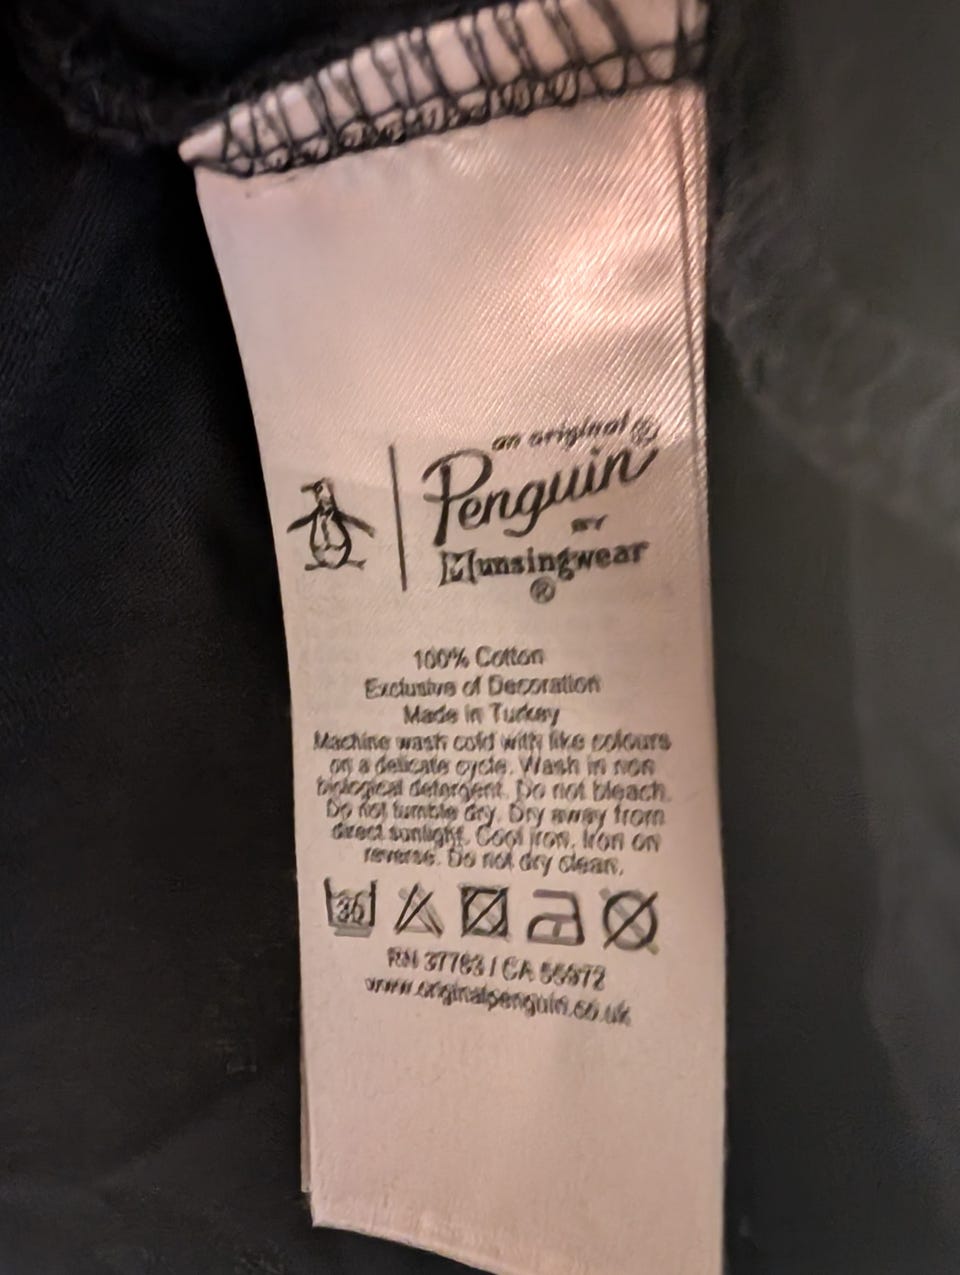 an original ®
Penguin
BY
Munsingwear
®
100% Cotton
Exclusive of Decoration
Made in Turkey
Machine wash cold with like colours
on a delicate cycle. Wash in non
biological detergent. Do not bleach.
Do not tumble dry. Dry away from
direct sunlight. Cool iron. Iron on
reverse. Do not dry clean.
30
RN 37783 / CA
www.originalpenguin.co.uk